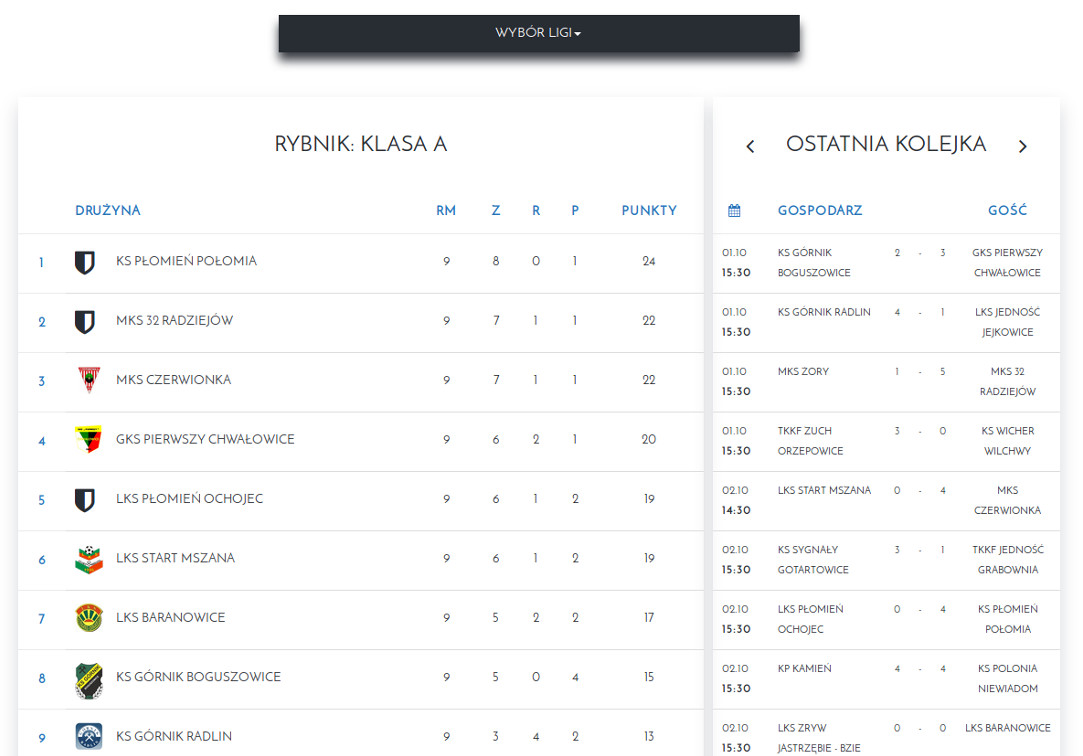 WYBÓR LIGI
RYBNIK: KLASA A
DRUŻYNA RM Z R P PUNKTY
1 KS PŁOMIEŃ POŁOMIA 9 8 0 1 24
2 MKS 32 RADZIEJÓW 9 7 1 1 22
3 MKS CZERWIONKA 9 7 1 1 22
4 GKS PIERWSZY CHWAŁOWICE 9 6 2 1 20
5 LKS PŁOMIEŃ OCHOJEC 9 6 1 2 19
6 LKS START MSZANA 9 6 1 2 19
7 LKS BARANOWICE 9 5 2 2 17
8 KS GÓRNIK BOGUSZOWICE 9 5 0 4 15
9 KS GÓRNIK RADLIN 9 3 4 2 13
OSTATNIA KOLEJKA
GOSPODARZ GOŚĆ
01.10 KS GÓRNIK 2 - 3 GKS PIERWSZY
15:30 BOGUSZOWICE CHWAŁOWICE
01.10 KS GÓRNIK RADLIN 4 - 1 LKS JEDNOŚĆ
15:30 JEJKOWICE
01.10 MKS ŻORY 1 - 5 MKS 32
15:30 RADZIEJÓW
01.10 TKKF ZUCH 3 - 0 KS WICHER
15:30 ORZEPOWICE WILCHWY
02.10 LKS START MSZANA 0 - 4 MKS
14:30 CZERWIONKA
02.10 KS SYGNAŁY 3 - 1 TKKF JEDNOŚĆ
15:30 GOTARTOWICE GRABOWNIA
02.10 LKS PŁOMIEŃ 0 - 4 KS PŁOMIEŃ
15:30 OCHOJEC POŁOMIA
02.10 KP KAMIEŃ 4 - 4 KS POLONIA
15:30 NIEWIADOM
02.10 LKS ZRYW 0 - 0 LKS BARANOWICE
15:30 JASTRZĘBIE - BZIE